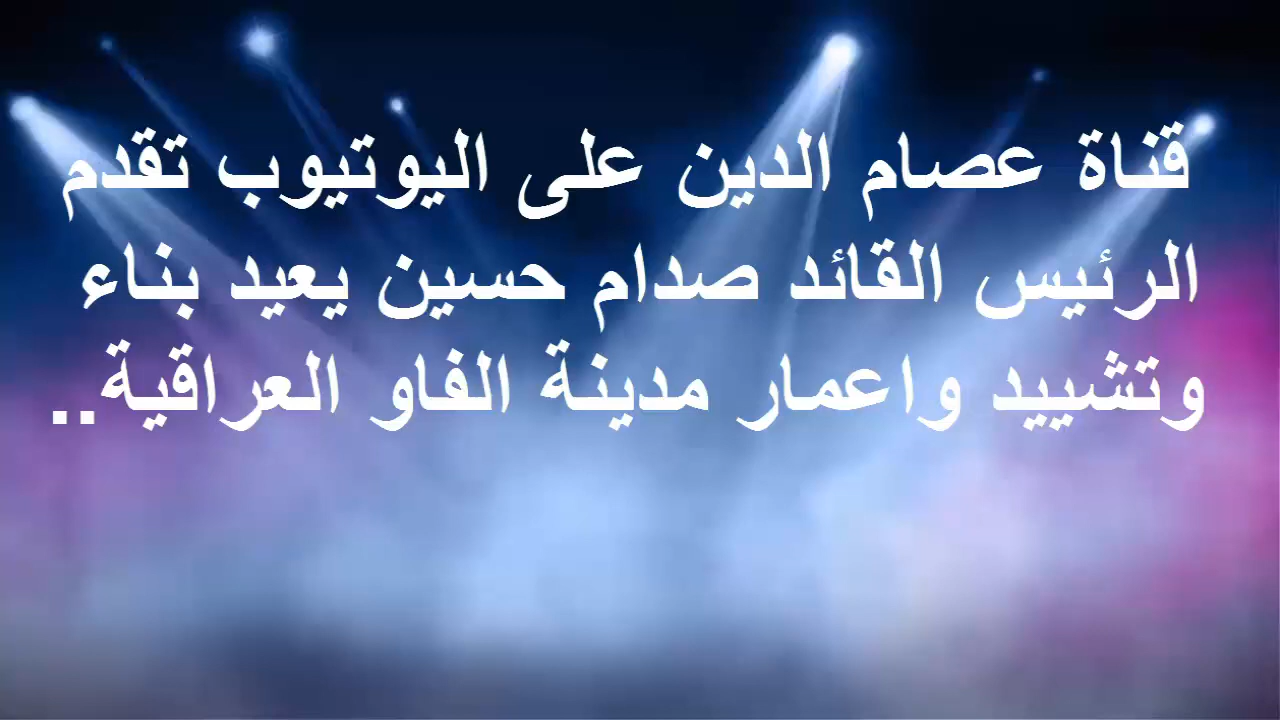 قناة عصام الدين على اليوتيوب تقدم
الرئيس القائد صدام حسين يعيد بناء
وتشييد واعمار مدينة الفاو العراقية..